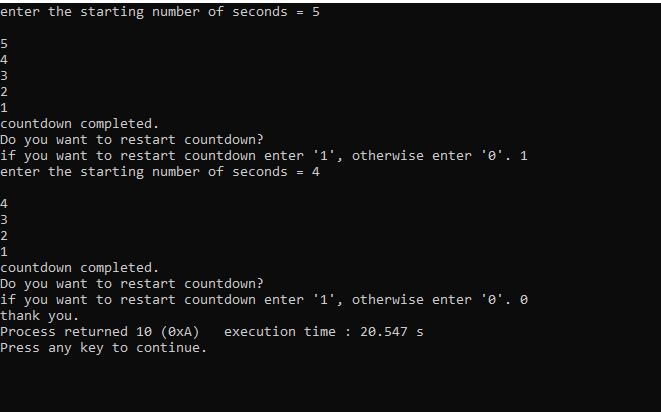 enter the starting number of seconds = 5
5
4
3
2
1
countdown completed.
Do you want to restart countdown?
if you want to restart countdown enter '1', otherwise enter '0'. 1
enter the starting number of seconds = 4
4
3
2
1
countdown completed.
Do you want to restart countdown?
if you want to restart countdown enter '1', otherwise enter '0'. 0
thank you.
Process returned 10 (0xA)   execution time : 20.547 s
Press any key to continue.